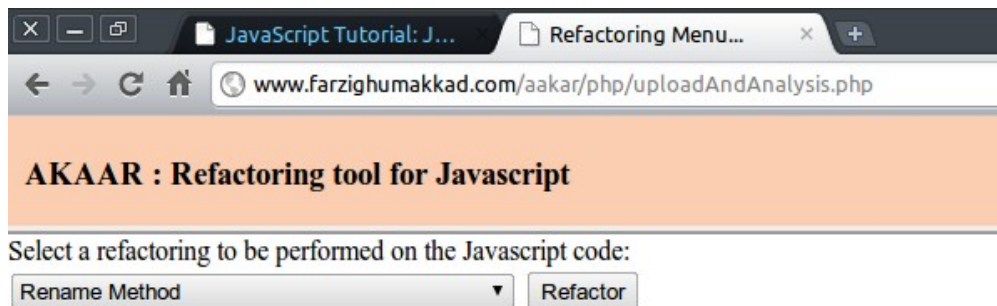 JavaScript Tutorial: J...
Refactoring Menu...
www.farzighumakkad.com/aakar/php/uploadAndAnalysis.php
AKAAR : Refactoring tool for Javascript
Select a refactoring to be performed on the Javascript code:
Rename Method
Refactor